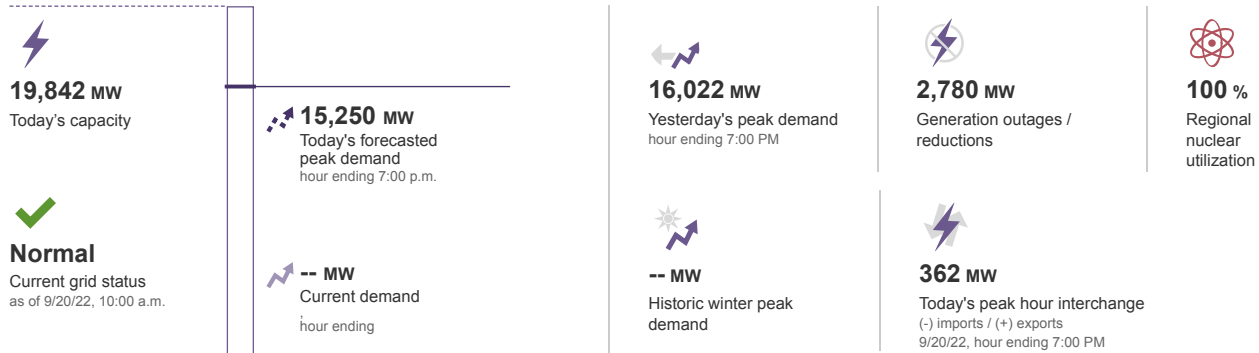 19,842 MW
Today's capacity
Normal
Current grid status
as of 9/20/22, 10:00 a.m.
15,250 MW
Today's forecasted
peak demand
hour ending 7:00 p.m.
-- MW
Current demand
,
hour ending
16,022 MW
Yesterday's peak demand
hour ending 7:00 PM
-- MW
Historic winter peak
demand
2,780 MW
Generation outages /
reductions
362 MW
Today's peak hour interchange
(-) imports / (+) exports
9/20/22, hour ending 7:00 PM
100 %
Regional
nuclear
utilization